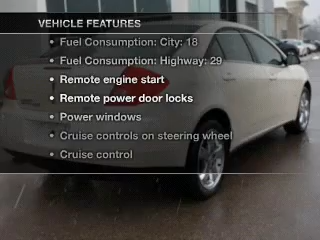 VEHICLE FEATURES
• Fuel Consumption: City: 18
• Fuel Consumption: Highway: 29
• Remote engine start
• Remote power door locks
• Power windows
• Cruise controls on steering wheel
• Cruise control